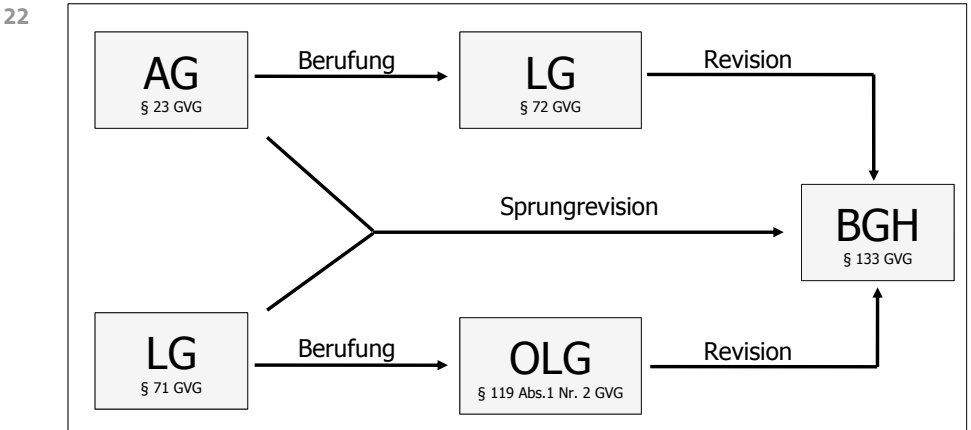 22
AG
§ 23 GVG
Berufung
LG
§ 72 GVG
Revision
Sprungrevision
BGH
§ 133 GVG
LG
§ 71 GVG
Berufung
OLG
§ 119 Abs.1 Nr. 2 GVG
Revision